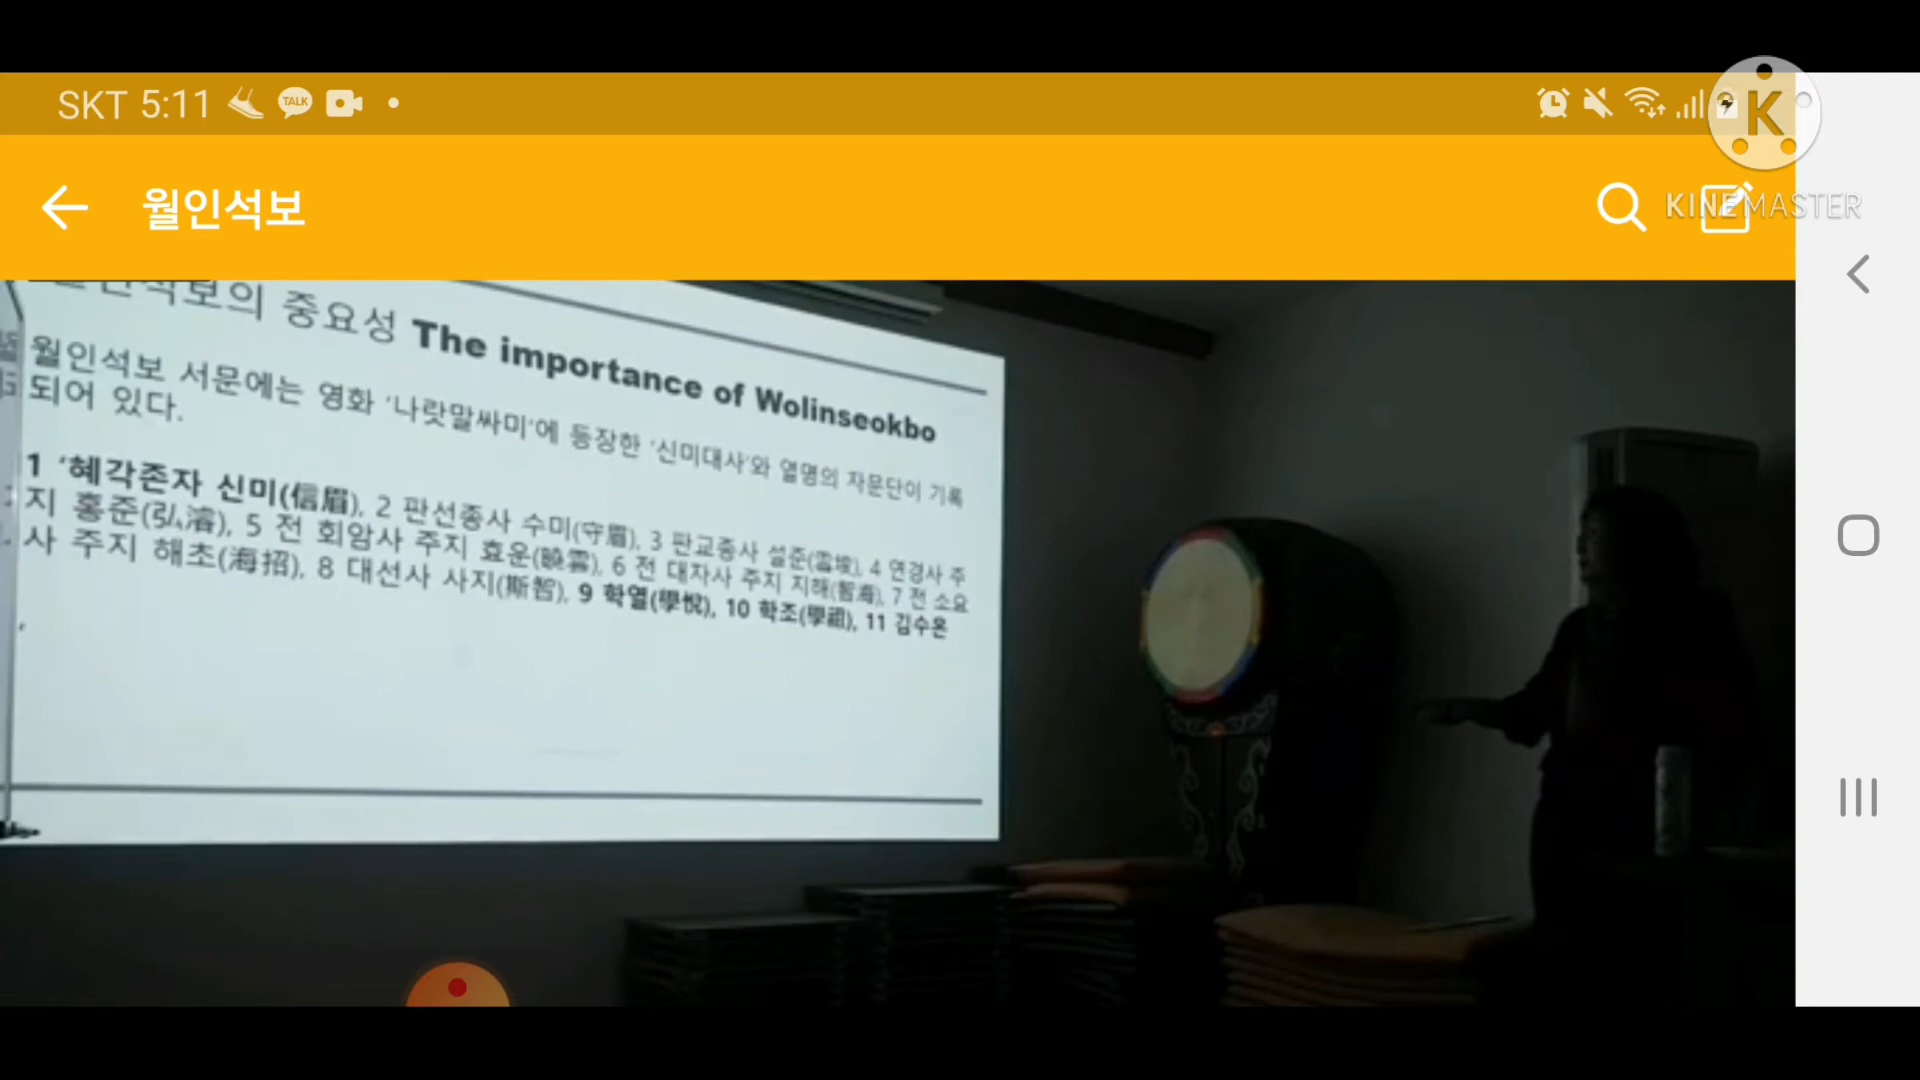 SKT 5:11
TALK
K
월인석보
KINEMASTER
석보의 중요성 The importance of Wolinseokbo
월인석보 서문에는 영화 '나랏말싸미'에 등장한 '신미대사'와 열명의 자문단이 기록
되어 있다.
1 '혜각존자 신미(信眉), 2 판선종사 수미(守眉), 3 판교종사 설준(雪埈), 4 연경사 주
지 홍준(弘濬), 5 전 회암사 주지 효운(曉雲), 6 전 대자사 주지 지해(智海), 7 전 소요
사 주지 해초(海招), 8 대선사 사지(斯智), 9 학열(學悅), 10 학조(學祖), 11 김수온